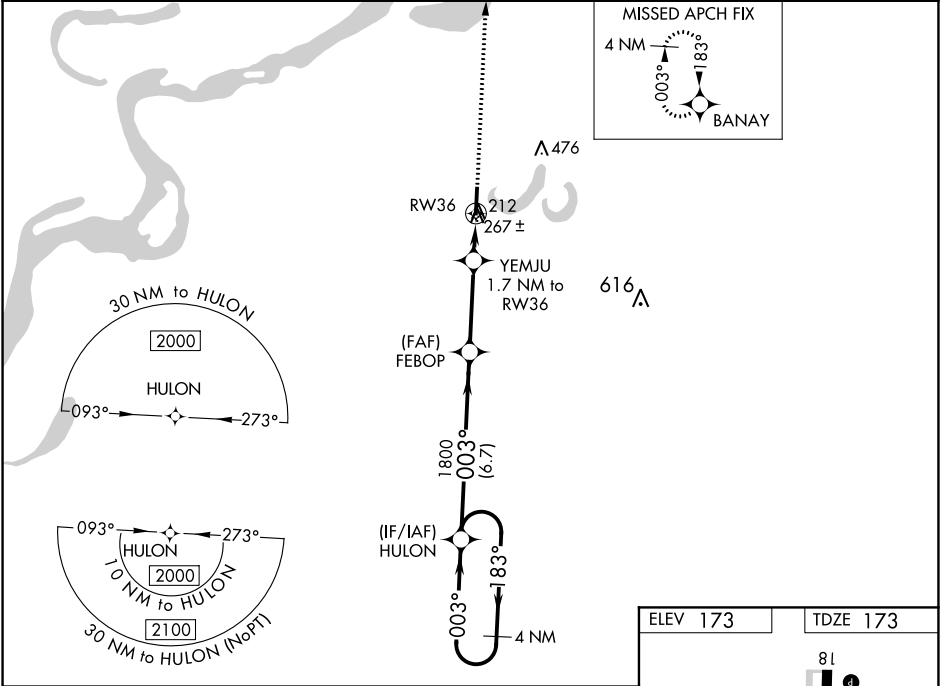 MISSED APCH FIX
4 NM
183°
003°
BANAY
476
RW36
212
267 ±
YEMJU
1.7 NM to
RW36
616
(FAF)
FEBOP
30 NM to HULON
2000
HULON
093°
273°
1800
003°
(6.7)
(IF/IAF)
HULON
183°
003°
4 NM
093°
273°
HULON
2000
10 NM to HULON
2100
30 NM to HULON (NoPT)
ELEV 173
TDZE 173
18
P